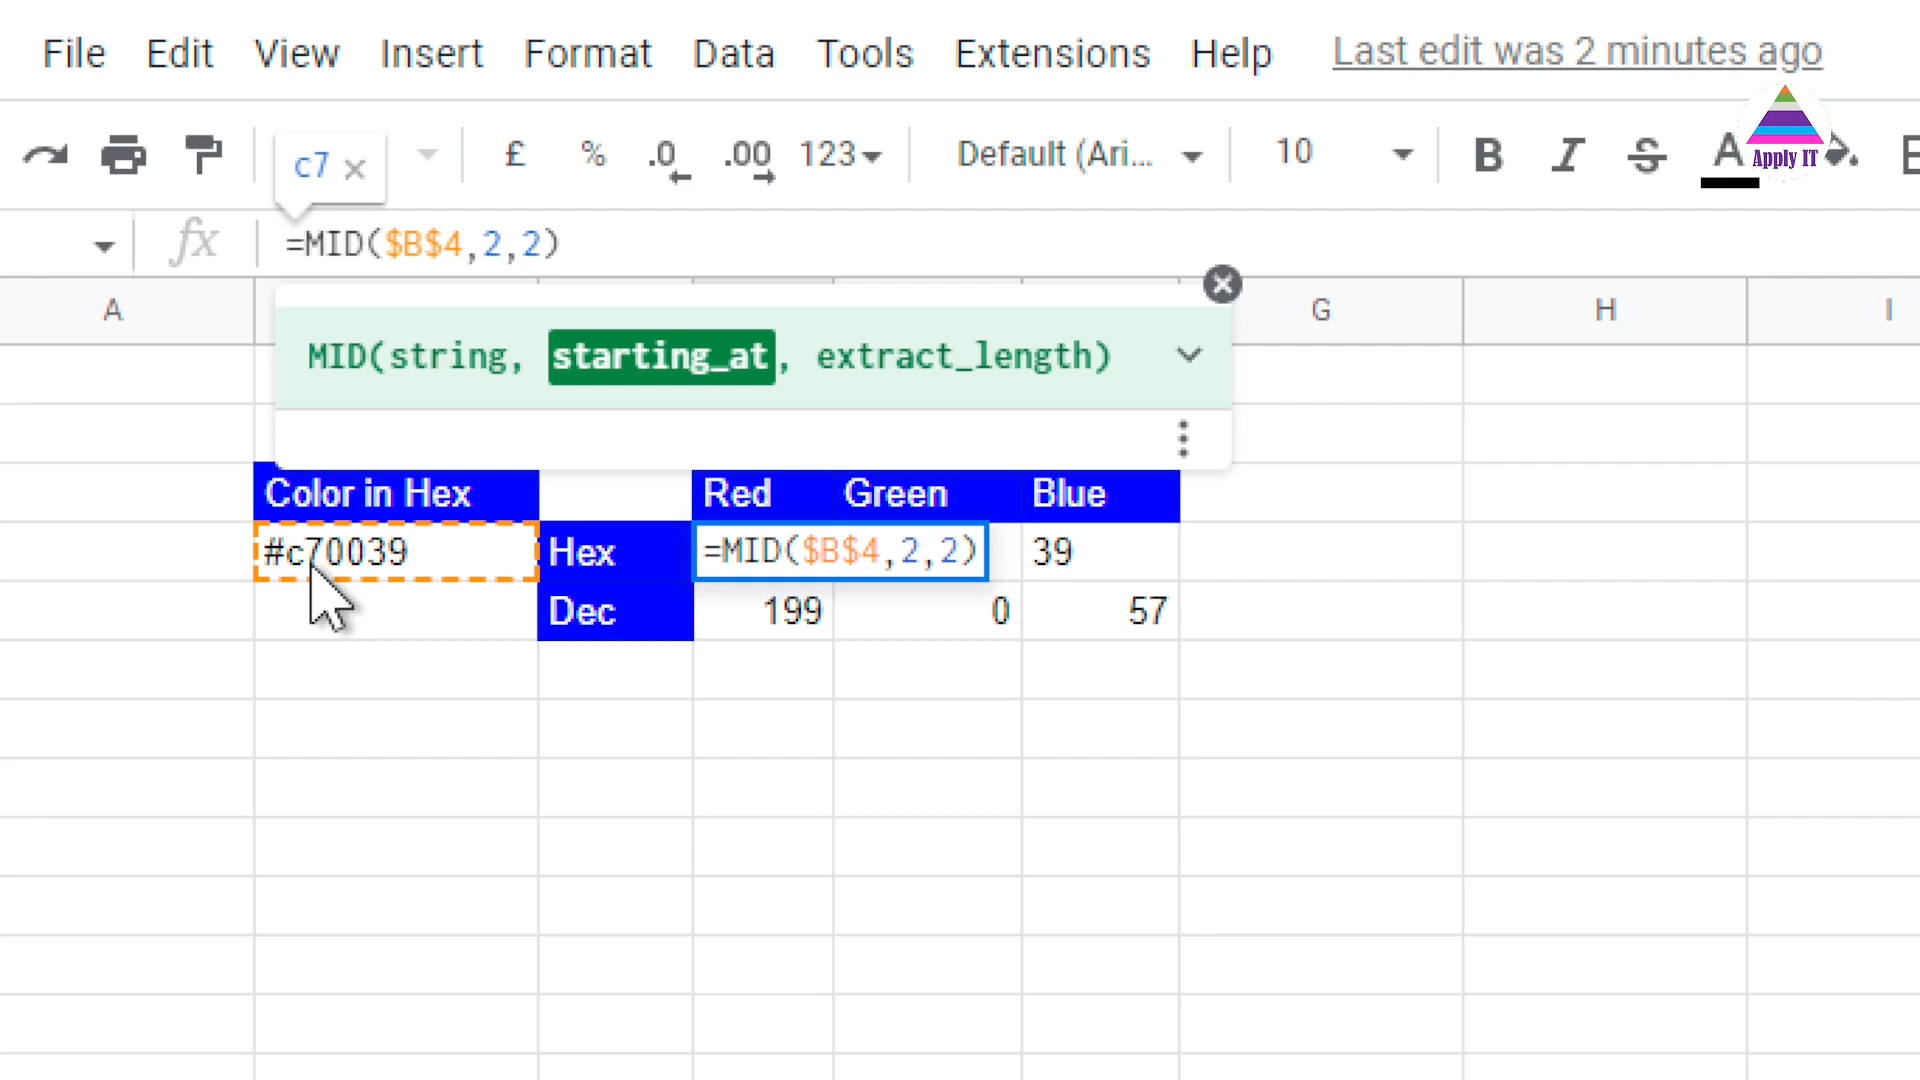 File Edit View Insert Format Data Tools Extensions Help Last edit was 2 minutes ago
c7 × £ % .0 .00 123 Default (Ari... 10 B I S A Apply IT
fx =MID($B$4,2,2)
A G H I
MID(string, starting_at, extract_length)
Color in Hex Red Green Blue
#c70039 Hex =MID($B$4,2,2) 39
Dec 199 0 57